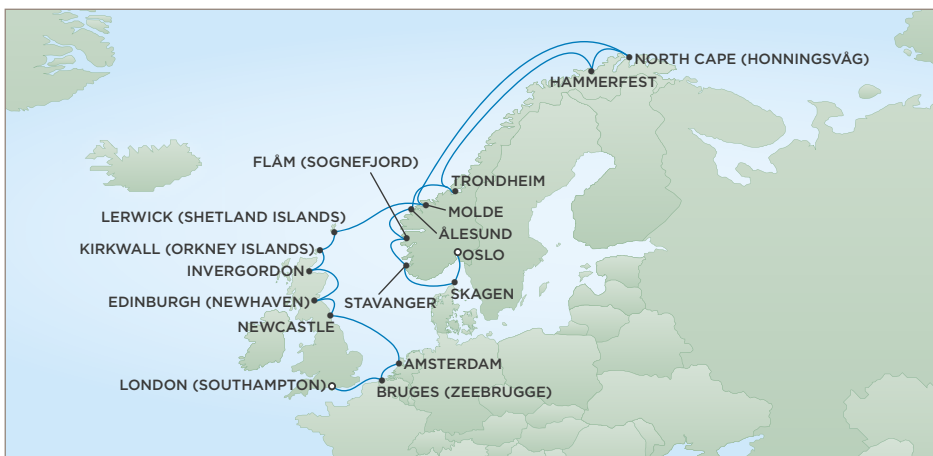 NORTH CAPE (HONNINGSVÅG)
HAMMERFEST
FLÅM (SOGNEFJORD)
TRONDHEIM
MOLDE
LERWICK (SHETLAND ISLANDS)
ÅLESUND
KIRKWALL (ORKNEY ISLANDS)
OSLO
INVERGORDON
SKAGEN
EDINBURGH (NEWHAVEN)
STAVANGER
NEWCASTLE
AMSTERDAM
LONDON (SOUTHAMPTON)
BRUGES (ZEEBRUGGE)